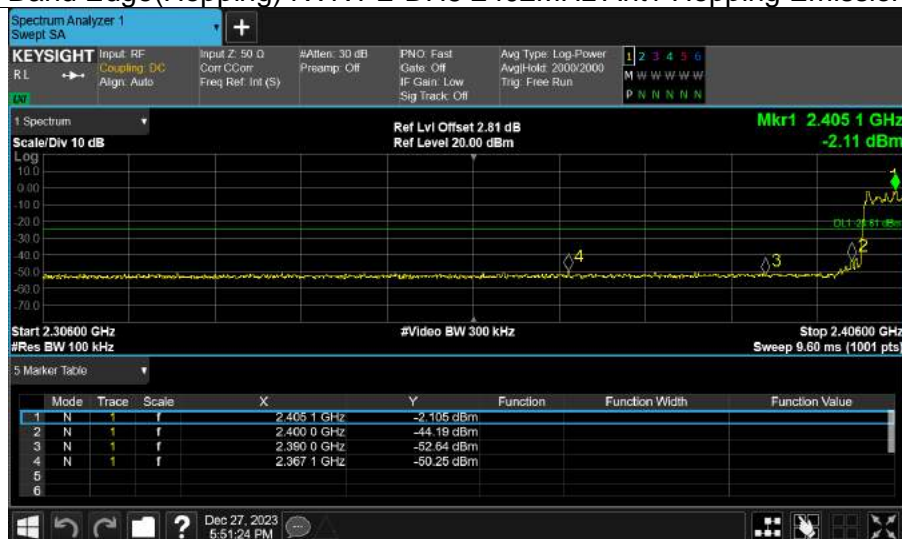 Spectrum Analyzer 1
Swept SA
KEYSIGHT
RL
Input: RF
Coupling: DC
Align: Auto
Input Z: 50 Ω
Corr CCorr
Freq Ref: Int (S)
#Atten: 30 dB
Preamp: Off
PNO: Fast
Gate: Off
IF Gain: Low
Sig Track: Off
Avg Type: Log-Power
Avg|Hold: 2000/2000
Trig: Free Run
1 2 3 4 5 6
M W W W W W
P N N N N N
1 Spectrum
Scale/Div 10 dB
Ref Lvl Offset 2.81 dB
Ref Level 20.00 dBm
Mkr1 2.405 1 GHz
-2.11 dBm
Log
10.0
0.00
-10.0
-20.0
-30.0
-40.0
-50.0
-60.0
-70.0
1
2
3
4
Start 2.30600 GHz
#Res BW 100 kHz
#Video BW 300 kHz
Stop 2.40600 GHz
Sweep 9.60 ms (1001 pts)
5 Marker Table
Mode Trace Scale X Y Function Function Width Function Value
1 N 1 f 2.405 1 GHz -2.105 dBm
2 N 1 f 2.400 0 GHz -44.19 dBm
3 N 1 f 2.390 0 GHz -52.64 dBm
4 N 1 f 2.367 1 GHz -50.25 dBm
5
6
?
Dec 27, 2023
5:51:24 PM